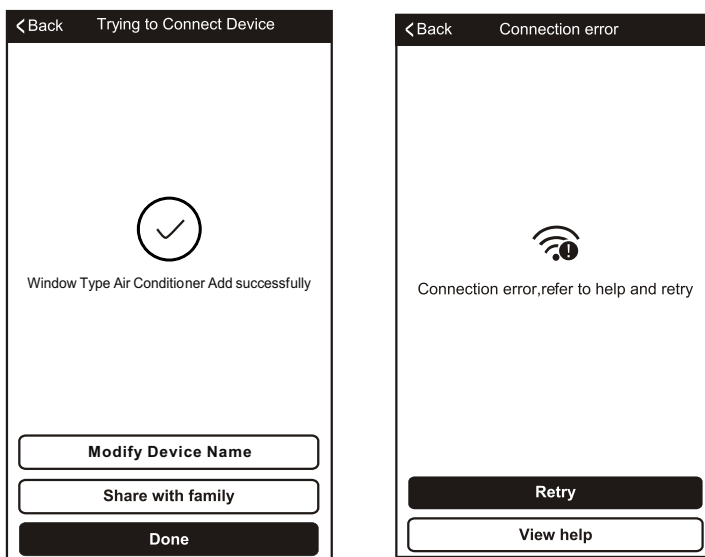 Back Trying to Connect Device
Window Type Air Conditioner Add successfully
Modify Device Name
Share with family
Done
Back Connection error
Connection error,refer to help and retry
Retry
View help